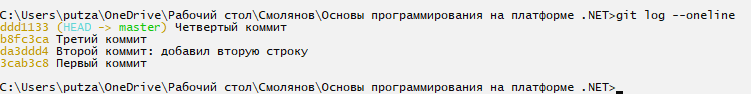 C:\Users\putza\OneDrive\Рабочий стол\Смолянов\Основы программирования на платформе .NET>git log --oneline
ddd1133 (HEAD -> master) Четвертый коммит
b8fc3ca Третий коммит
da3ddd4 Второй коммит: добавил вторую строку
3cab3c8 Первый коммит
C:\Users\putza\OneDrive\Рабочий стол\Смолянов\Основы программирования на платформе .NET>